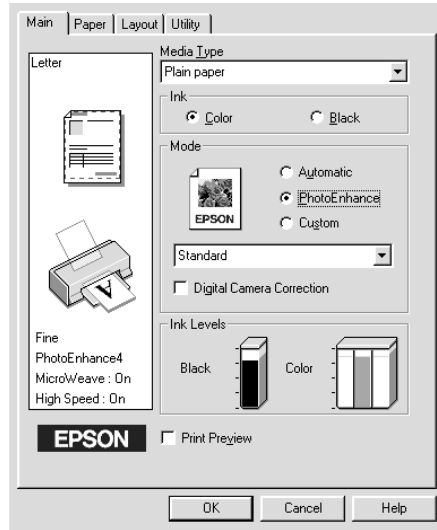 Main Paper Layout Utility
Letter
Media Type
Plain paper
Ink
Color Black
Mode
EPSON
Automatic
PhotoEnhance
Custom
Standard
Digital Camera Correction
A
Fine
PhotoEnhance4
MicroWeave : On
High Speed : On
Ink Levels
Black Color
EPSON
Print Preview
OK Cancel Help